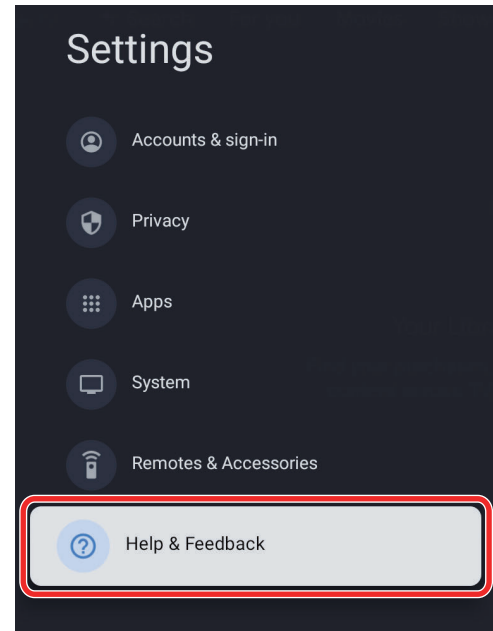 Settings
Accounts & sign-in
Privacy
Apps
System
Remotes & Accessories
Help & Feedback